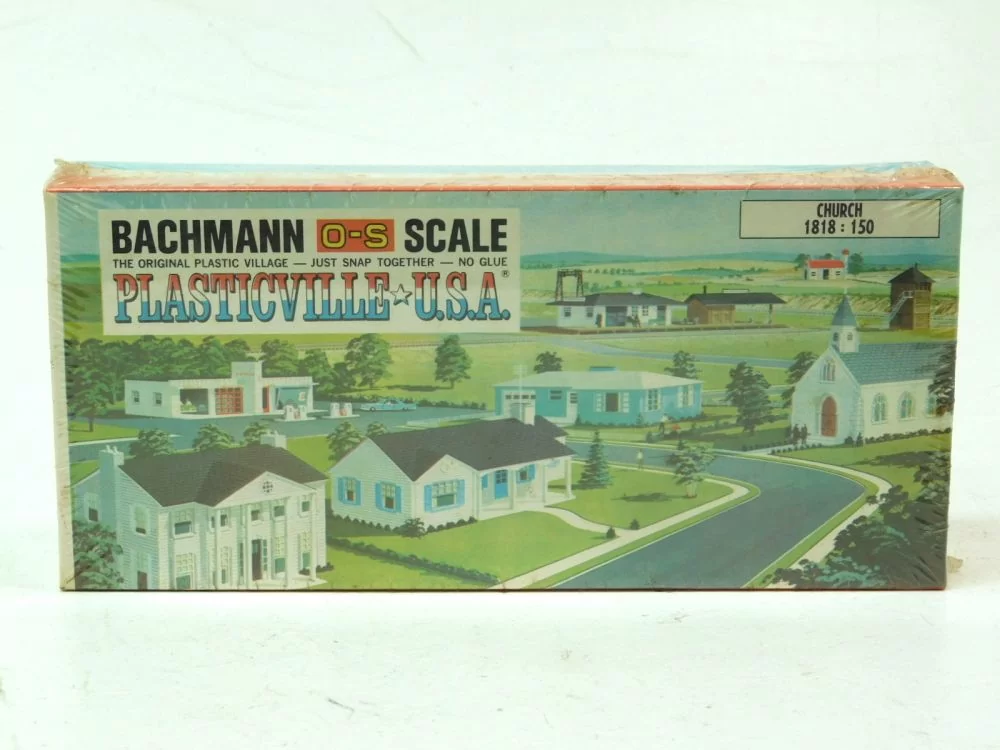 BACHMANN O-S SCALE
THE ORIGINAL PLASTIC VILLAGE — JUST SNAP TOGETHER — NO GLUE
PLASTICVILLE☆U.S.A.®
CHURCH
1818 : 150